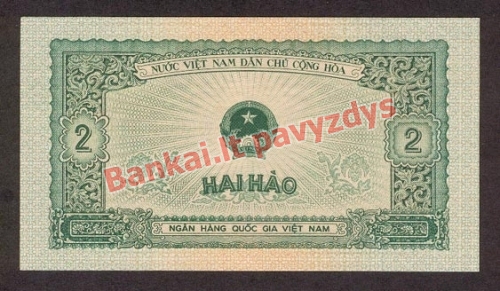 NƯỚC VIỆT NAM DÂN CHỦ CỘNG HÒA
2
2
Bankai.lt pavyzdys
HAI HÀO
NGÂN HÀNG QUỐC GIA VIỆT NAM